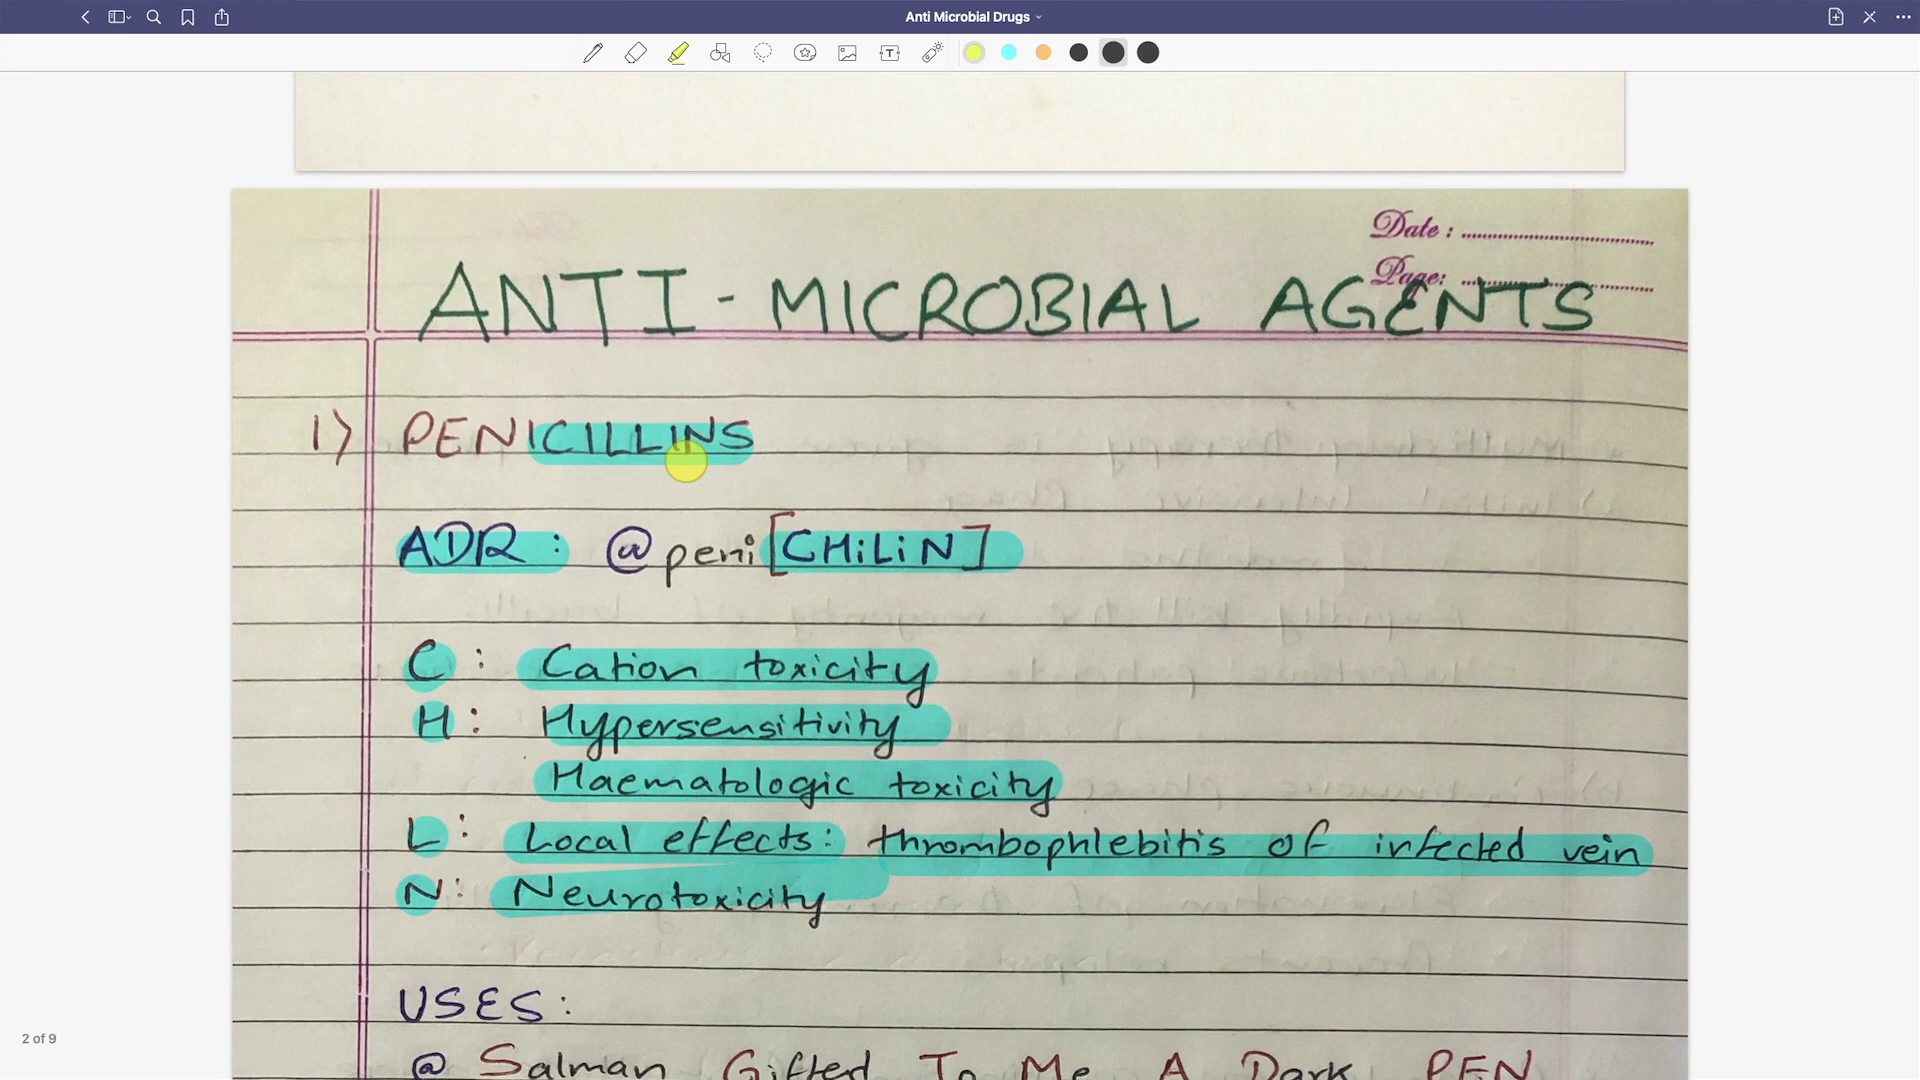 Anti Microbial Drugs
Date :
Page:
ANTI-MICROBIAL AGENTS
1) PENICILLINS
ADR : @ peni [CHiLiN]
C : Cation toxicity
H : Hypersensitivity
Haematologic toxicity
L : Local effects: thrombophlebitis of infected vein
N : Neurotoxicity
USES :
@ Salman Gifted To Me A Dark PEN
2 of 9